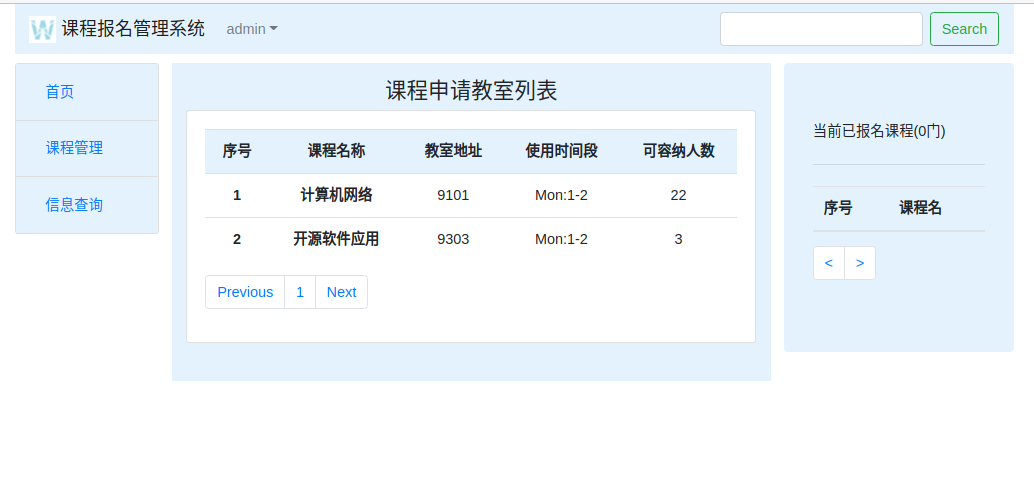 W 课程报名管理系统 admin Search
首页
课程管理
信息查询
课程申请教室列表
序号 课程名称 教室地址 使用时间段 可容纳人数
1 计算机网络 9101 Mon:1-2 22
2 开源软件应用 9303 Mon:1-2 3
Previous 1 Next
当前已报名课程(0门)
序号 课程名
< >